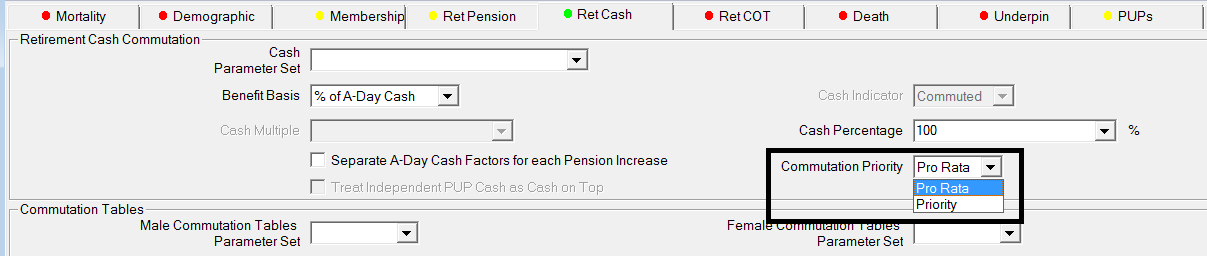 Mortality Demographic Membership Ret Pension Ret Cash Ret COT Death Underpin PUPs
Retirement Cash Commutation
Cash
Parameter Set
Benefit Basis % of A-Day Cash Cash Indicator Commuted
Cash Multiple Cash Percentage 100 %
Separate A-Day Cash Factors for each Pension Increase Commutation Priority Pro Rata
Treat Independent PUP Cash as Cash on Top Pro Rata
Priority
Commutation Tables
Male Commutation Tables Female Commutation Tables
Parameter Set Parameter Set